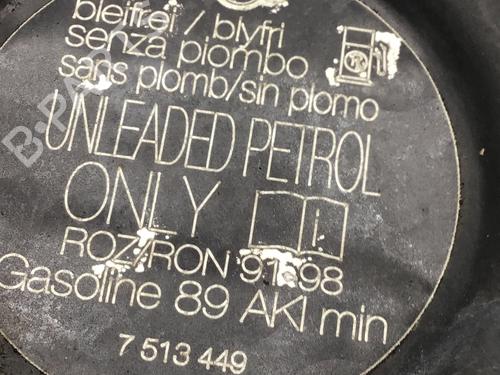 bleifrei / blyfri
senza piombo
sans plomb/sin plomo
UNLEADED PETROL
ONLY
ROZ/RON 91-98
Gasoline 89 AKI min
7 513 449
B-PARTS